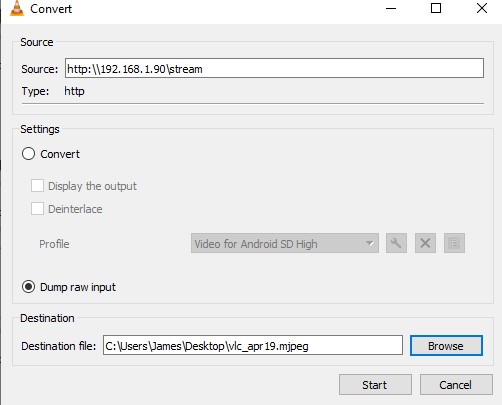 Convert
Source
Source: http:\\192.168.1.90\stream
Type: http
Settings
Convert
Display the output
Deinterlace
Profile Video for Android SD High
Dump raw input
Destination
Destination file: C:\Users\James\Desktop\vlc_apr19.mjpeg Browse
Start Cancel